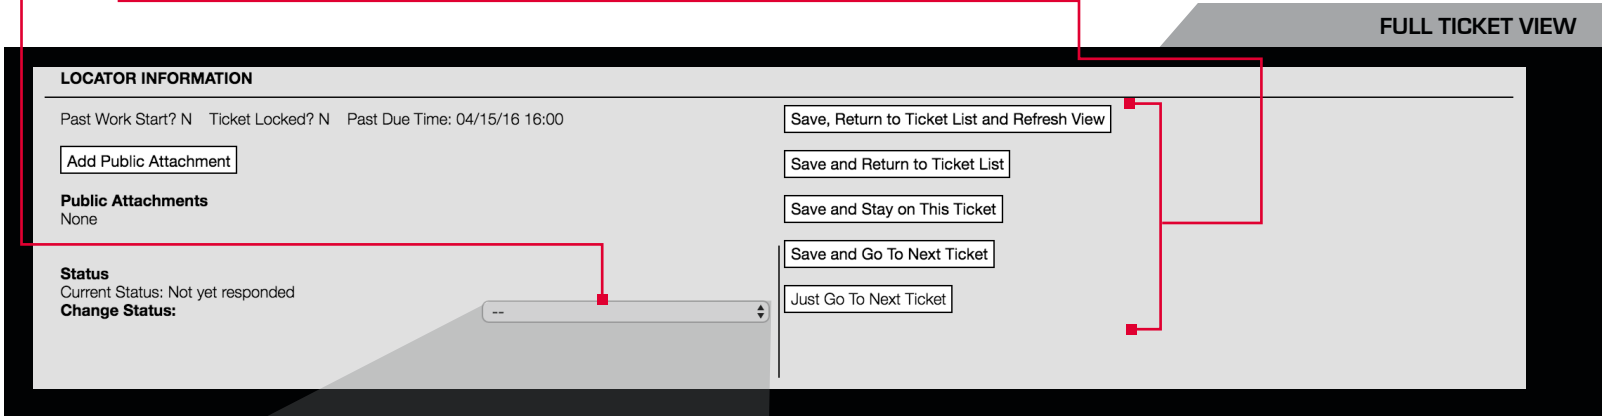 FULL TICKET VIEW
LOCATOR INFORMATION
Past Work Start? N Ticket Locked? N Past Due Time: 04/15/16 16:00
Add Public Attachment
Public Attachments
None
Status
Current Status: Not yet responded
Change Status:
--
Save, Return to Ticket List and Refresh View
Save and Return to Ticket List
Save and Stay on This Ticket
Save and Go To Next Ticket
Just Go To Next Ticket